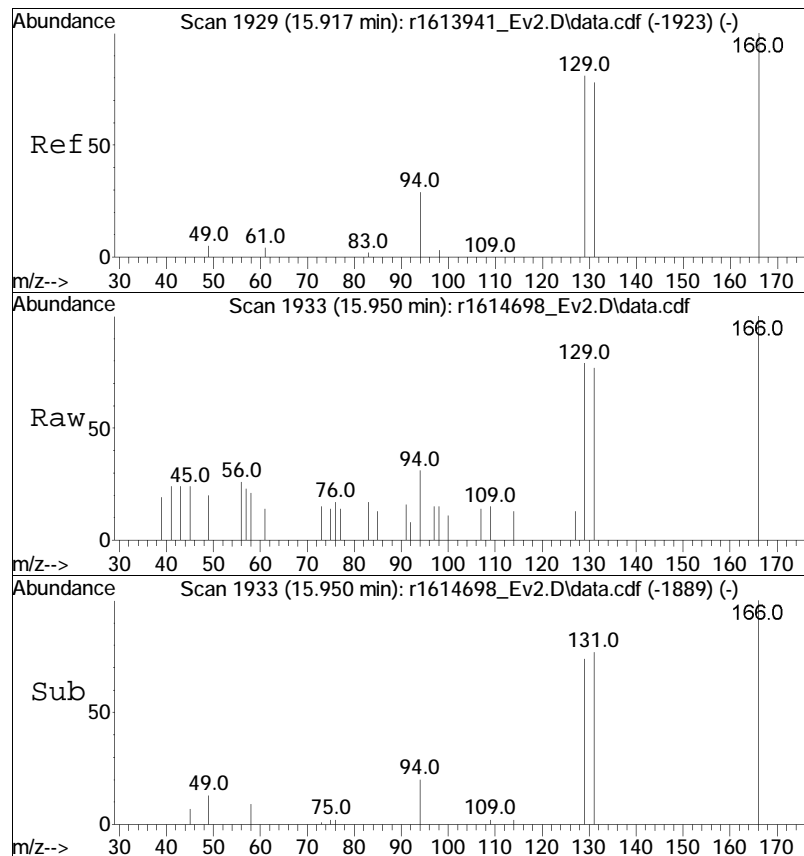 Abundance Scan 1929 (15.917 min): r1613941_Ev2.D\data.cdf (-1923) (-)
166.0
129.0
Ref 50
94.0
49.0 61.0 83.0 109.0
0
m/z--> 30 40 50 60 70 80 90 100 110 120 130 140 150 160 170
Abundance Scan 1933 (15.950 min): r1614698_Ev2.D\data.cdf
166.0
129.0
Raw 50
45.0 56.0 76.0 94.0 109.0
0
m/z--> 30 40 50 60 70 80 90 100 110 120 130 140 150 160 170
Abundance Scan 1933 (15.950 min): r1614698_Ev2.D\data.cdf (-1889) (-)
166.0
131.0
Sub 50
94.0
49.0 75.0 109.0
0
m/z--> 30 40 50 60 70 80 90 100 110 120 130 140 150 160 170